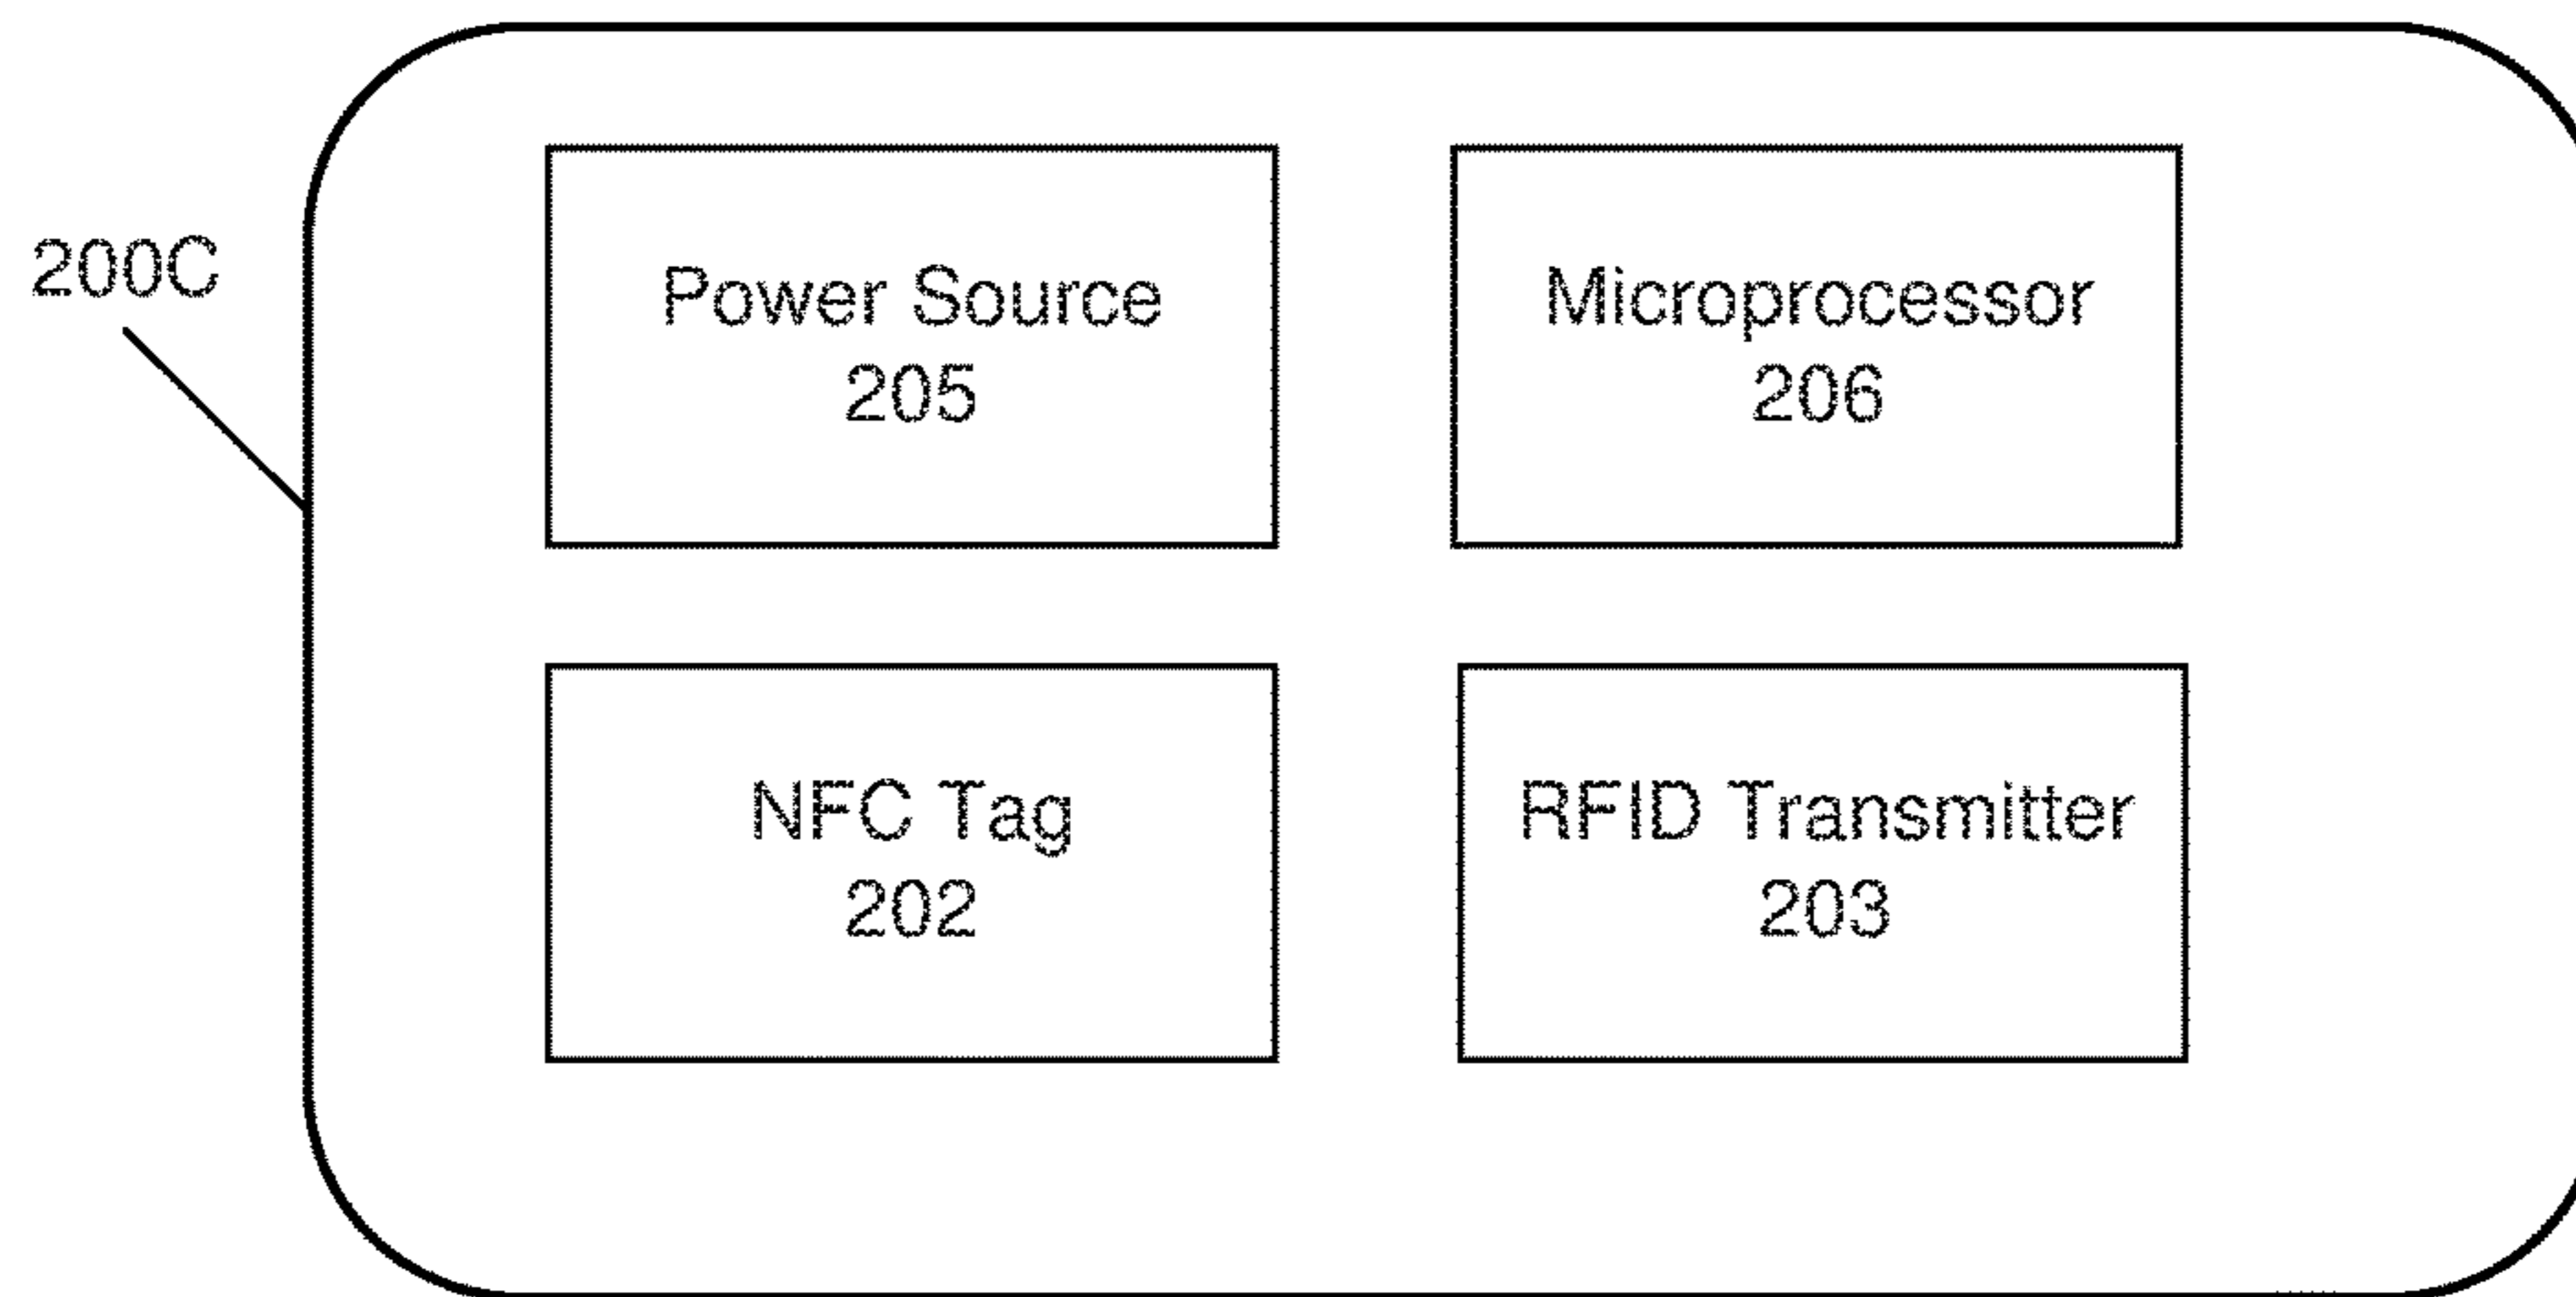 200C
Power Source
205
Microprocessor
206
NFC Tag
202
RFID Transmitter
203